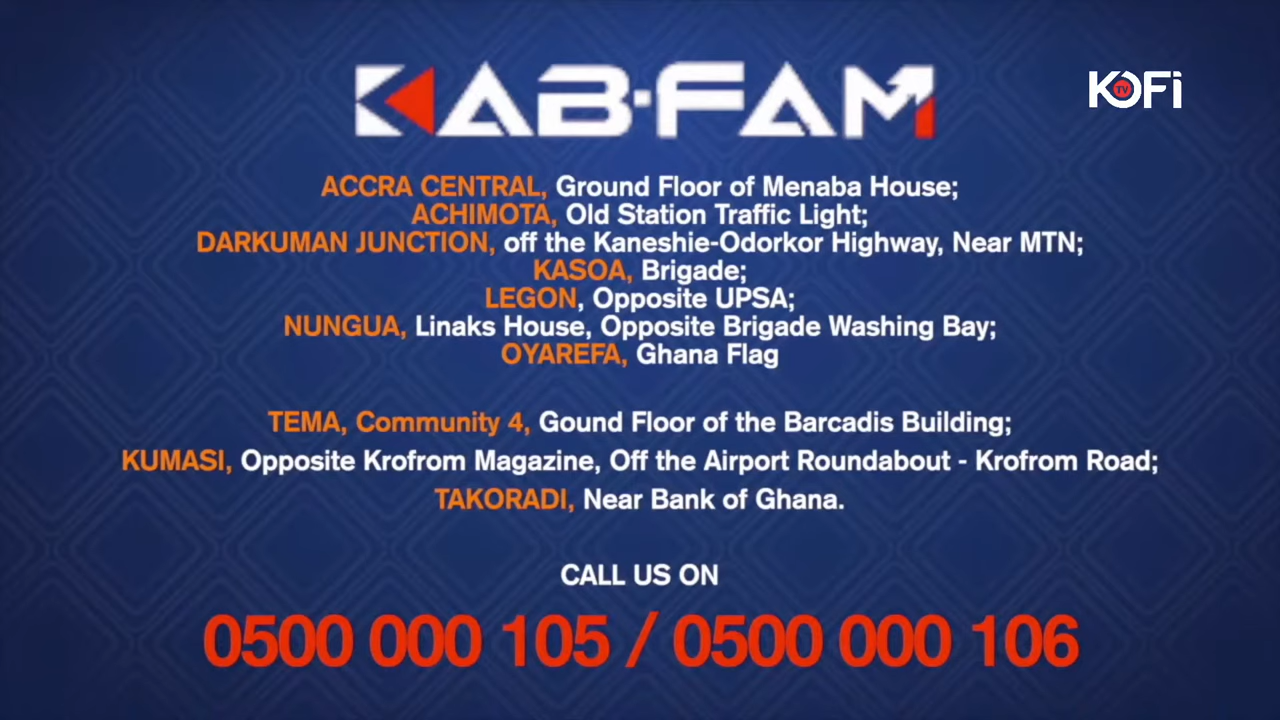 KAB-FAM
KOFi
TV
ACCRA CENTRAL, Ground Floor of Menaba House;
ACHIMOTA, Old Station Traffic Light;
DARKUMAN JUNCTION, off the Kaneshie-Odorkor Highway, Near MTN;
KASOA, Brigade;
LEGON, Opposite UPSA;
NUNGUA, Linaks House, Opposite Brigade Washing Bay;
OYAREFA, Ghana Flag
TEMA, Community 4, Gound Floor of the Barcadis Building;
KUMASI, Opposite Krofrom Magazine, Off the Airport Roundabout - Krofrom Road;
TAKORADI, Near Bank of Ghana.
CALL US ON
0500 000 105 / 0500 000 106